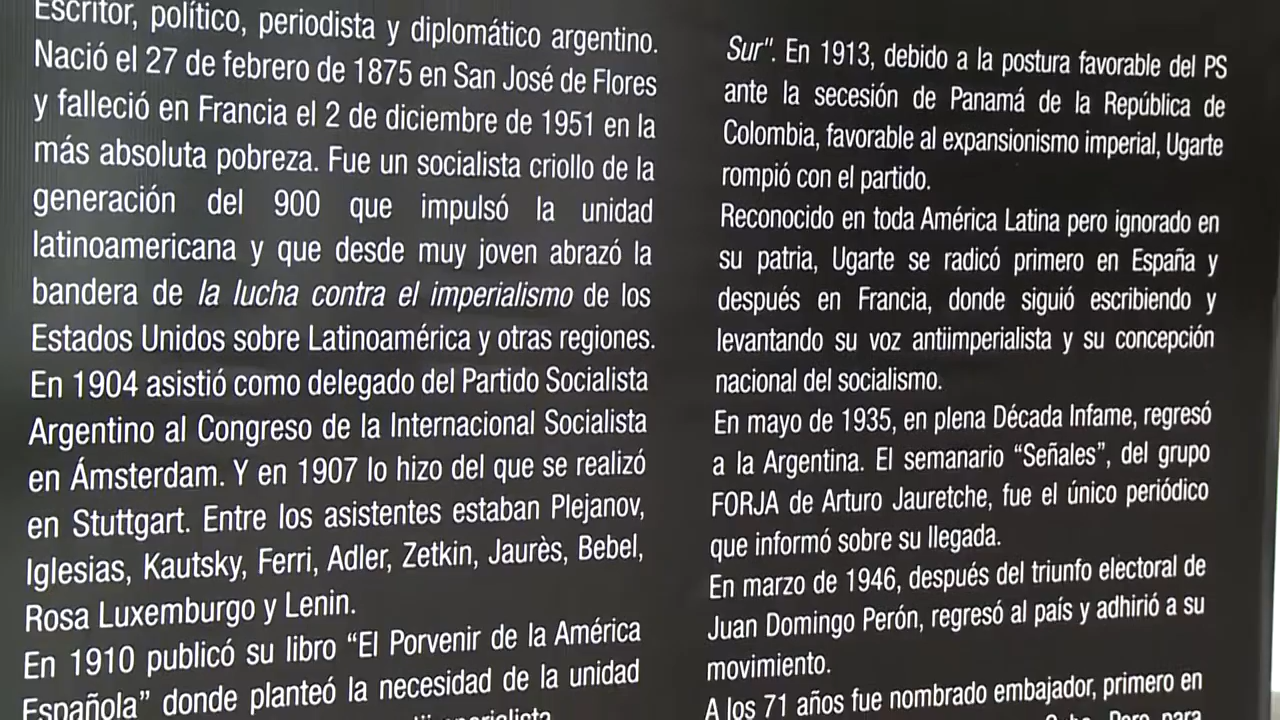 Escritor, político, periodista y diplomático argentino.
Nació el 27 de febrero de 1875 en San José de Flores
y falleció en Francia el 2 de diciembre de 1951 en la
más absoluta pobreza. Fue un socialista criollo de la
generación del 900 que impulsó la unidad
latinoamericana y que desde muy joven abrazó la
bandera de la lucha contra el imperialismo de los
Estados Unidos sobre Latinoamérica y otras regiones.
En 1904 asistió como delegado del Partido Socialista
Argentino al Congreso de la Internacional Socialista
en Ámsterdam. Y en 1907 lo hizo del que se realizó
en Stuttgart. Entre los asistentes estaban Plejanov,
Iglesias, Kautsky, Ferri, Adler, Zetkin, Jaurès, Bebel,
Rosa Luxemburgo y Lenin.
En 1910 publicó su libro “El Porvenir de la América
Española” donde planteó la necesidad de la unidad
Sur". En 1913, debido a la postura favorable del PS
ante la secesión de Panamá de la República de
Colombia, favorable al expansionismo imperial, Ugarte
rompió con el partido.
Reconocido en toda América Latina pero ignorado en
su patria, Ugarte se radicó primero en España y
después en Francia, donde siguió escribiendo y
levantando su voz antiimperialista y su concepción
nacional del socialismo.
En mayo de 1935, en plena Década Infame, regresó
a la Argentina. El semanario “Señales”, del grupo
FORJA de Arturo Jauretche, fue el único periódico
que informó sobre su llegada.
En marzo de 1946, después del triunfo electoral de
Juan Domingo Perón, regresó al país y adhirió a su
movimiento.
A los 71 años fue nombrado embajador, primero en
Pero para